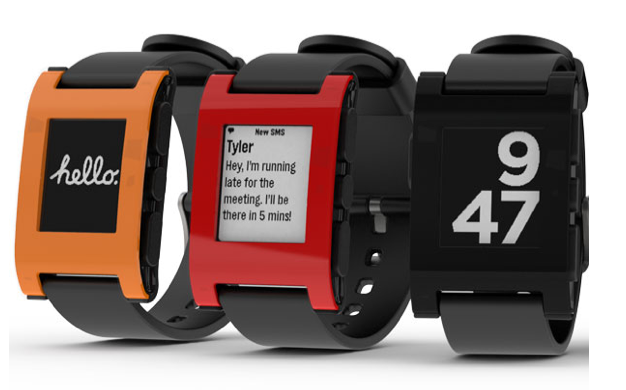 hello.
New SMS
Tyler
Hey, I'm running
late for the
meeting. I'll be
there in 5 mins!
9
47